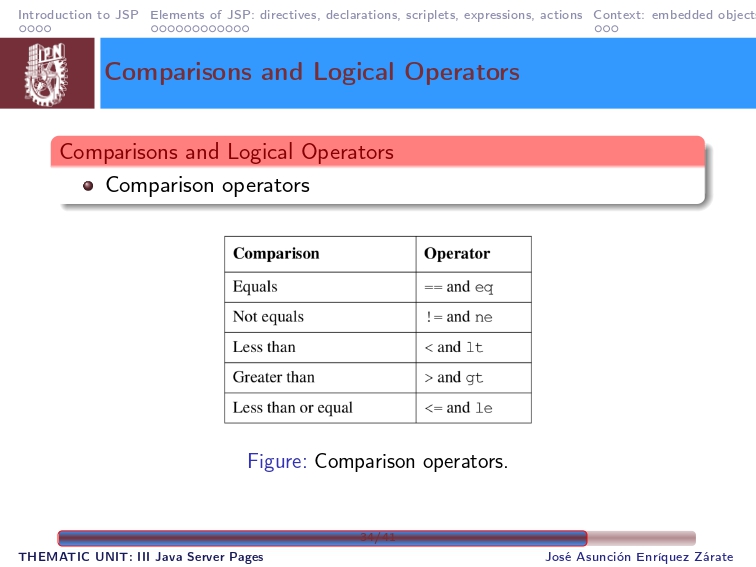 Introduction to JSP Elements of JSP: directives, declarations, scriplets, expressions, actions Context: embedded object
IPN
Comparisons and Logical Operators
Comparisons and Logical Operators
Comparison operators
Comparison Operator
Equals == and eq
Not equals != and ne
Less than < and lt
Greater than > and gt
Less than or equal <= and le
Figure: Comparison operators.
34/41
THEMATIC UNIT: III Java Server Pages José Asunción Enríquez Zárate